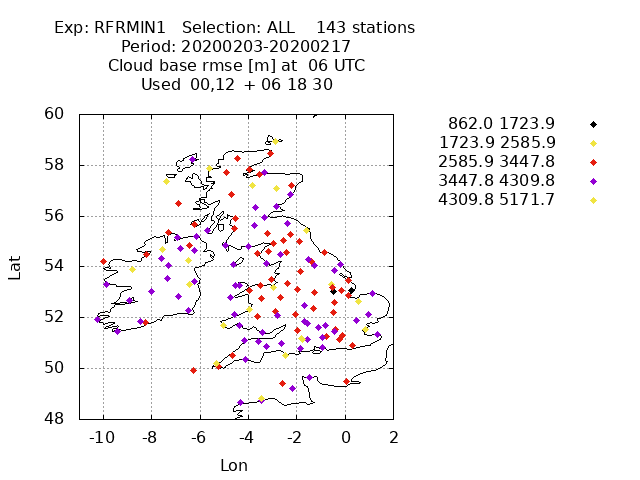 Exp: RFRMIN1 Selection: ALL 143 stations
Period: 20200203-20200217
Cloud base rmse [m] at 06 UTC
Used 00,12 + 06 18 30
862.0 1723.9
1723.9 2585.9
2585.9 3447.8
3447.8 4309.8
4309.8 5171.7
60
58
56
54
52
50
48
Lat
-10 -8 -6 -4 -2 0 2
Lon